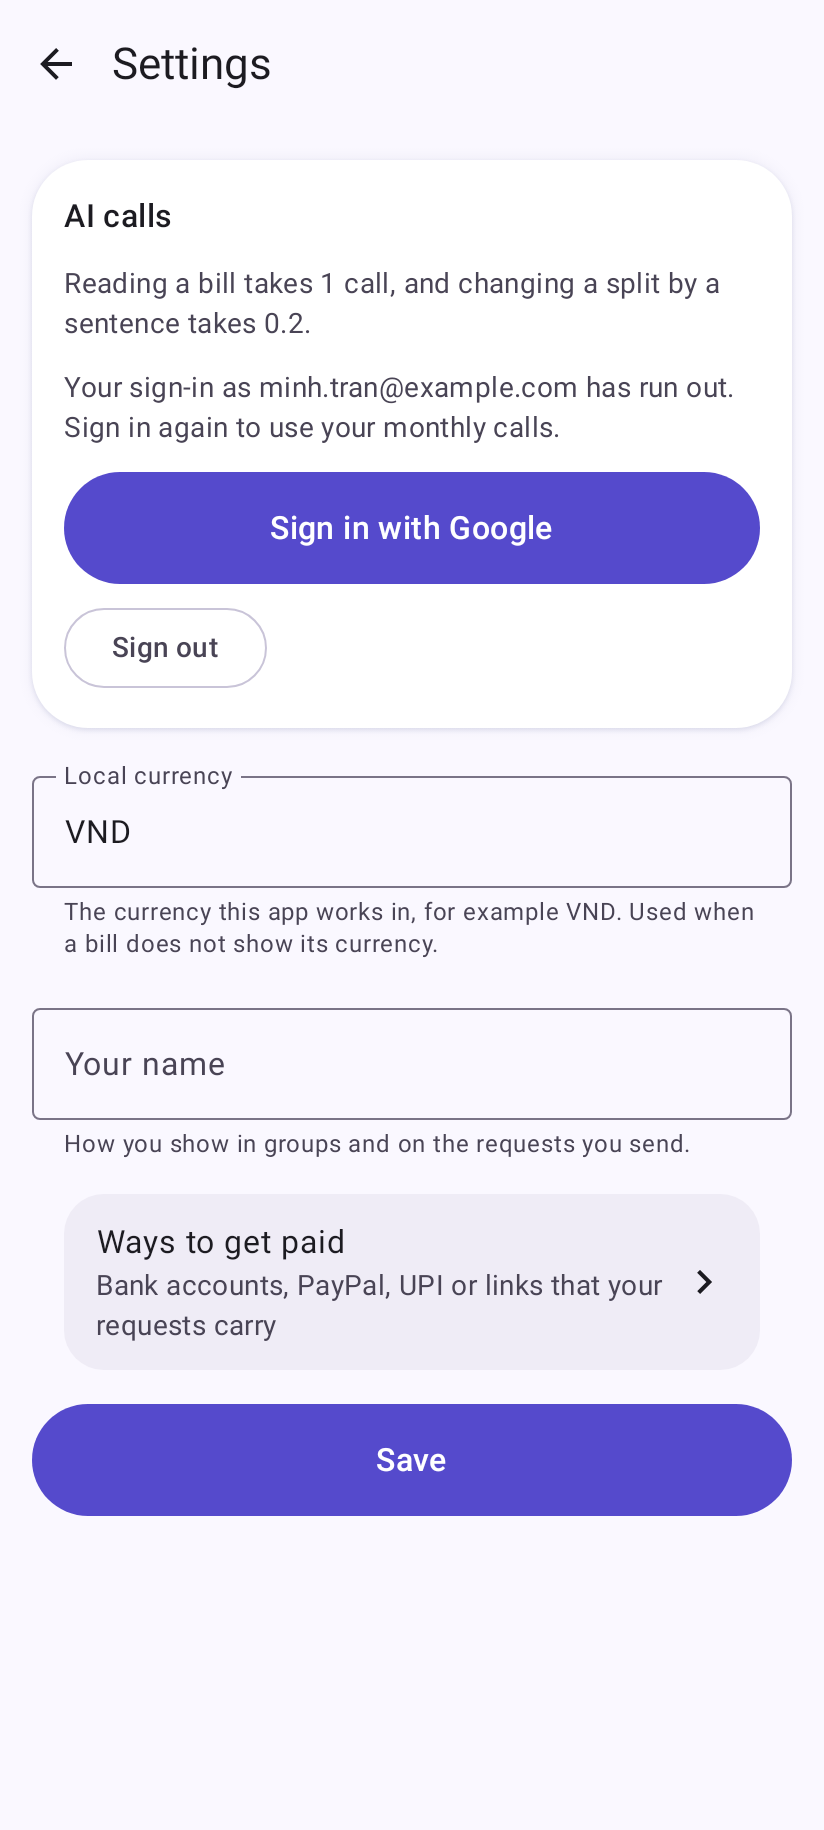 Settings
AI calls
Reading a bill takes 1 call, and changing a split by a
sentence takes 0.2.
Your sign-in as minh.tran@example.com has run out.
Sign in again to use your monthly calls.
Sign in with Google
Sign out
Local currency
VND
The currency this app works in, for example VND. Used when
a bill does not show its currency.
Your name
How you show in groups and on the requests you send.
Ways to get paid
Bank accounts, PayPal, UPI or links that your
requests carry
Save